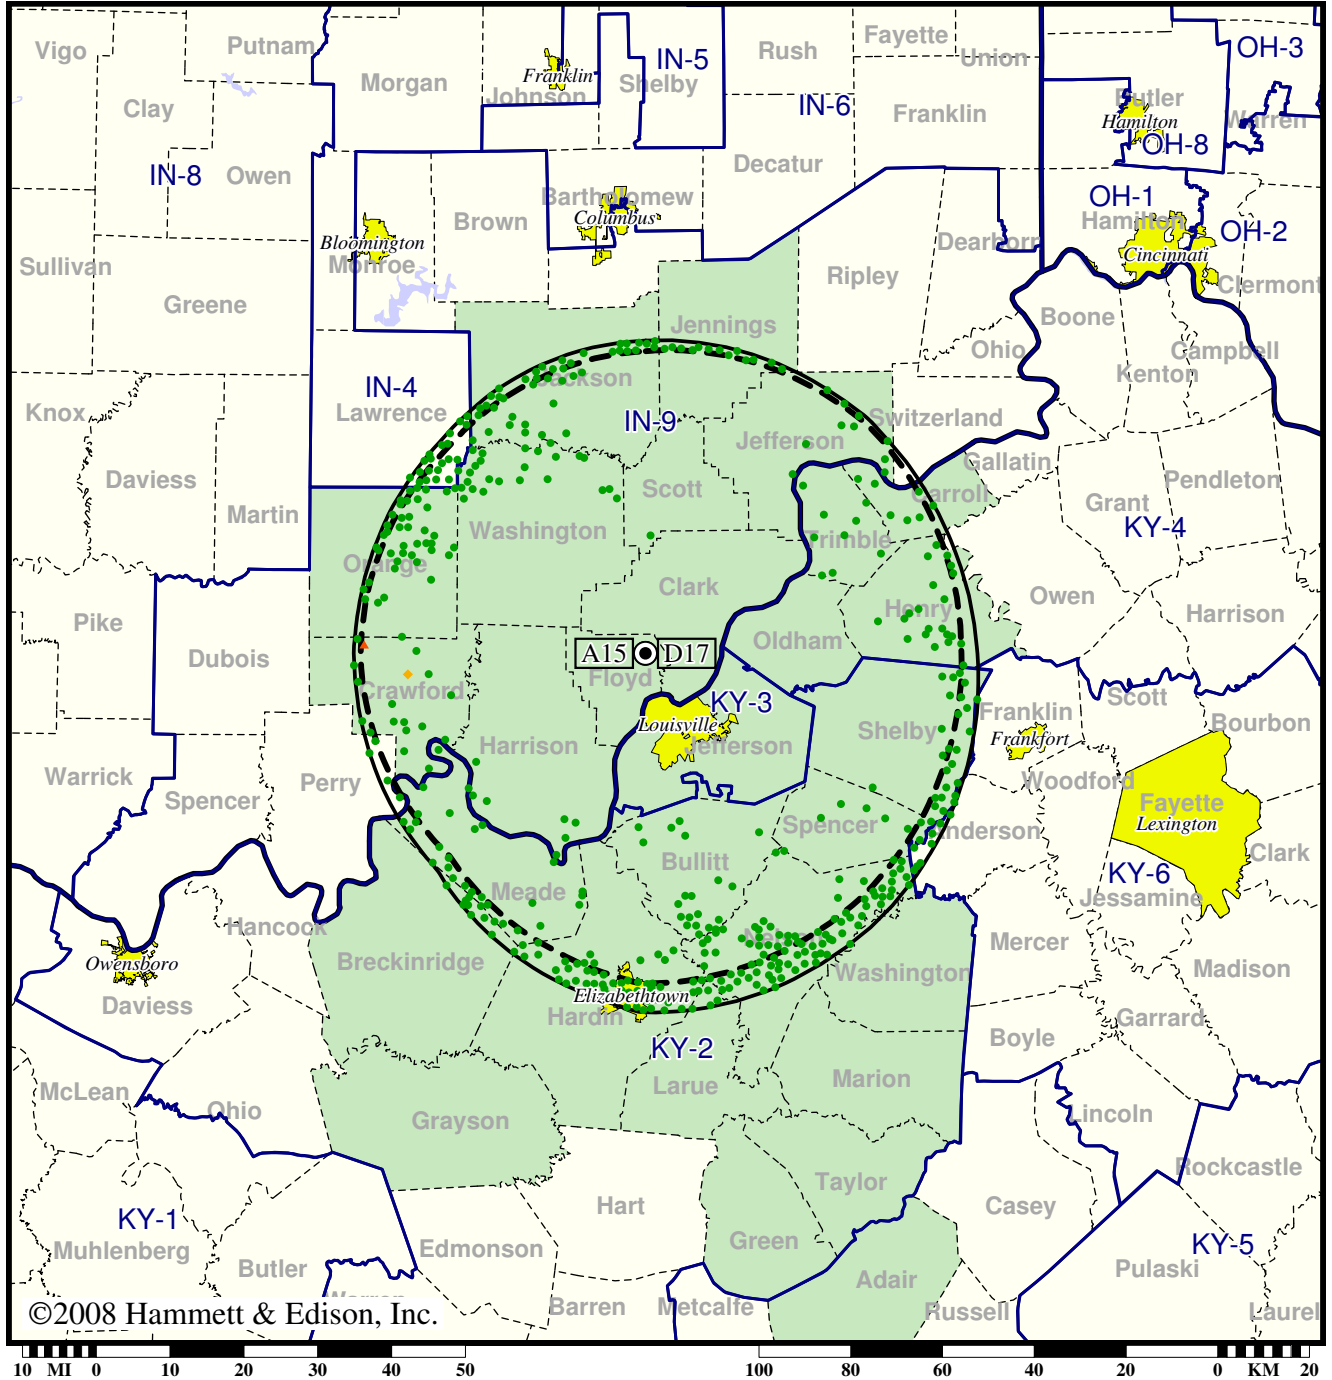 Vigo
Putnam
Morgan
Franklin
Johnson
Shelby
IN-5
Rush
Fayette
Union
OH-3
Clay
IN-6
Franklin
Butler
Hamilton
Warren
OH-8
IN-8
Owen
Decatur
OH-1
Brown
Bartholomew
Columbus
Hamilton
OH-2
Bloomington
Monroe
Dearborn
Cincinnati
Sullivan
Greene
Ripley
Clermont
Jennings
Boone
Ohio
Campbell
Kenton
Jackson
IN-4
Knox
Lawrence
IN-9
Jefferson
Switzerland
Gallatin
Daviess
Scott
Carroll
Grant
Pendleton
Martin
Washington
KY-4
Trimble
Orange
Clark
Henry
Owen
Harrison
Pike
Oldham
Dubois
A15
D17
Floyd
Crawford
KY-3
Scott
Franklin
Bourbon
Louisville
Shelby
Frankfort
Harrison
Jefferson
Warrick
Perry
Woodford
Spencer
Fayette
Lexington
Spencer
Anderson
Bullitt
Clark
KY-6
Meade
Jessamine
Hancock
Nelson
Mercer
Owensboro
Breckinridge
Washington
Madison
Daviess
Elizabethtown
Hardin
Garrard
Boyle
KY-2
McLean
Larue
Marion
Ohio
Grayson
Lincoln
Rockcastle
Taylor
Hart
Casey
KY-1
Muhlenberg
Edmonson
Green
KY-5
Butler
Adair
Pulaski
Warren
©2008 Hammett & Edison, Inc.
Barren
Metcalfe
Russell
Laurel
10 MI 0 10 20 30 40 50 100 80 60 40 20 0 KM 20